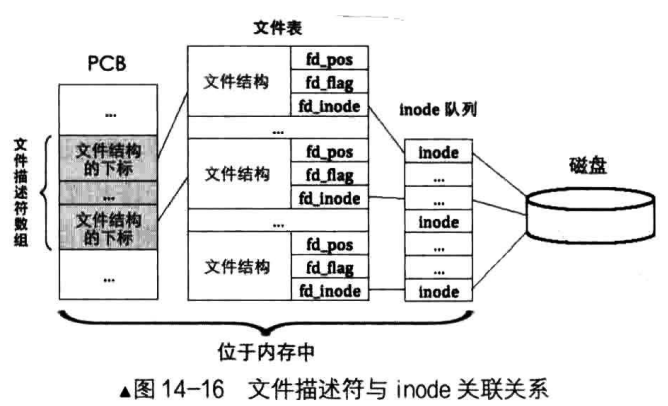 文件表
PCB
...
文件结构
的下标
...
文件结构
的下标
...
文件描述符数组
文件结构
fd_pos
fd_flag
fd_inode
...
文件结构
fd_pos
fd_flag
fd_inode
...
文件结构
fd_pos
fd_flag
fd_inode
inode 队列
inode
...
...
inode
...
...
inode
磁盘
位于内存中
▲图 14-16 文件描述符与 inode 关联关系